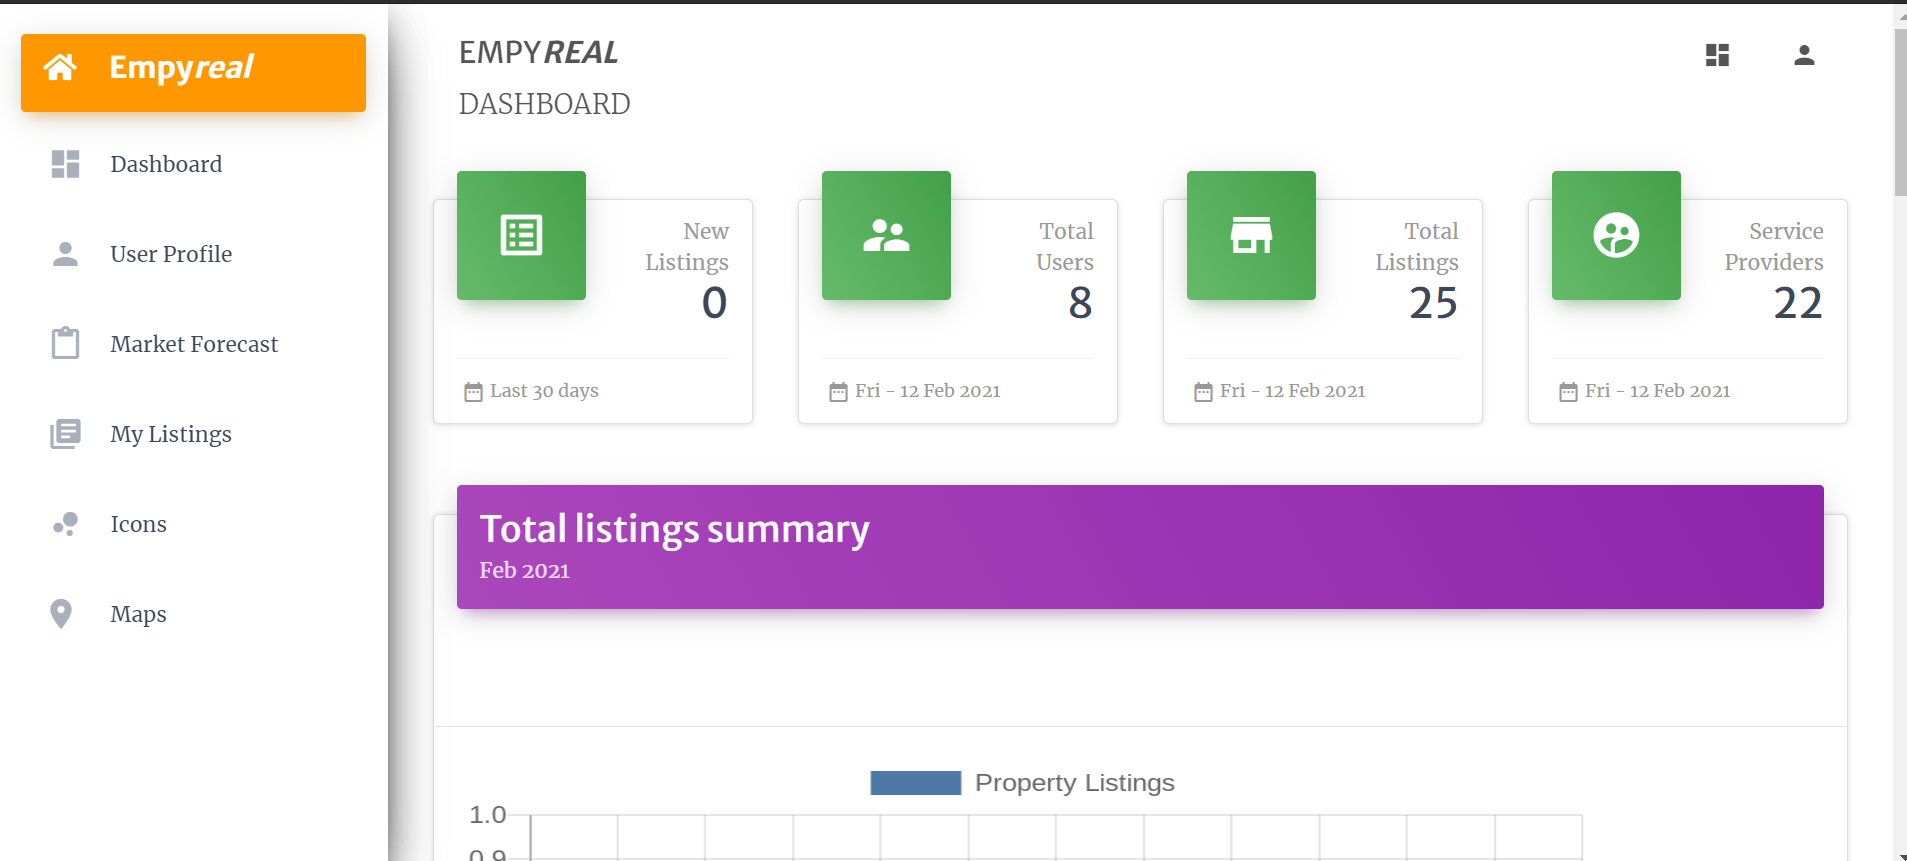 Empyreal
Dashboard
User Profile
Market Forecast
My Listings
Icons
Maps
EMPYREAL
DASHBOARD
New
Listings
0
Last 30 days
Total
Users
8
Fri - 12 Feb 2021
Total
Listings
25
Fri - 12 Feb 2021
Service
Providers
22
Fri - 12 Feb 2021
Total listings summary
Feb 2021
Property Listings
1.0
0.9